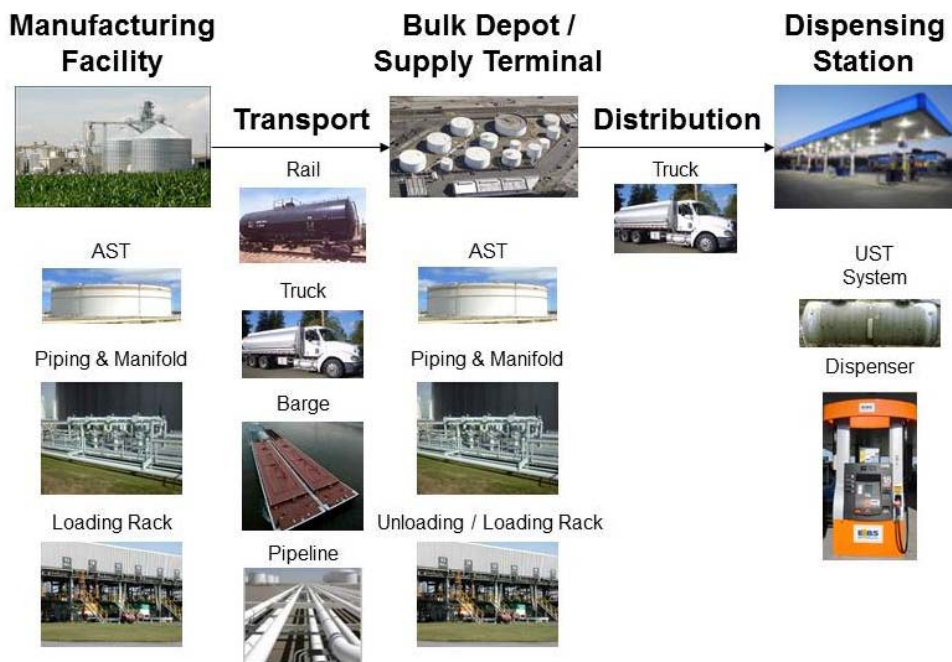 Manufacturing
Facility
Bulk Depot /
Supply Terminal
Dispensing
Station
Transport
Distribution
Rail
Truck
AST
AST
UST
System
Truck
Piping & Manifold
Piping & Manifold
Dispenser
Barge
Loading Rack
Unloading / Loading Rack
Pipeline